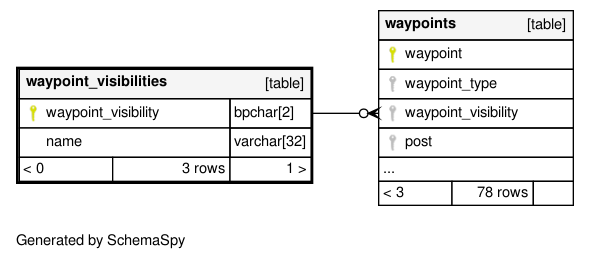 waypoint_visibilities [table]
waypoint_visibility bpchar[2]
name varchar[32]
< 0 3 rows 1 >
waypoints [table]
waypoint
waypoint_type
waypoint_visibility
post
...
< 3 78 rows
Generated by SchemaSpy